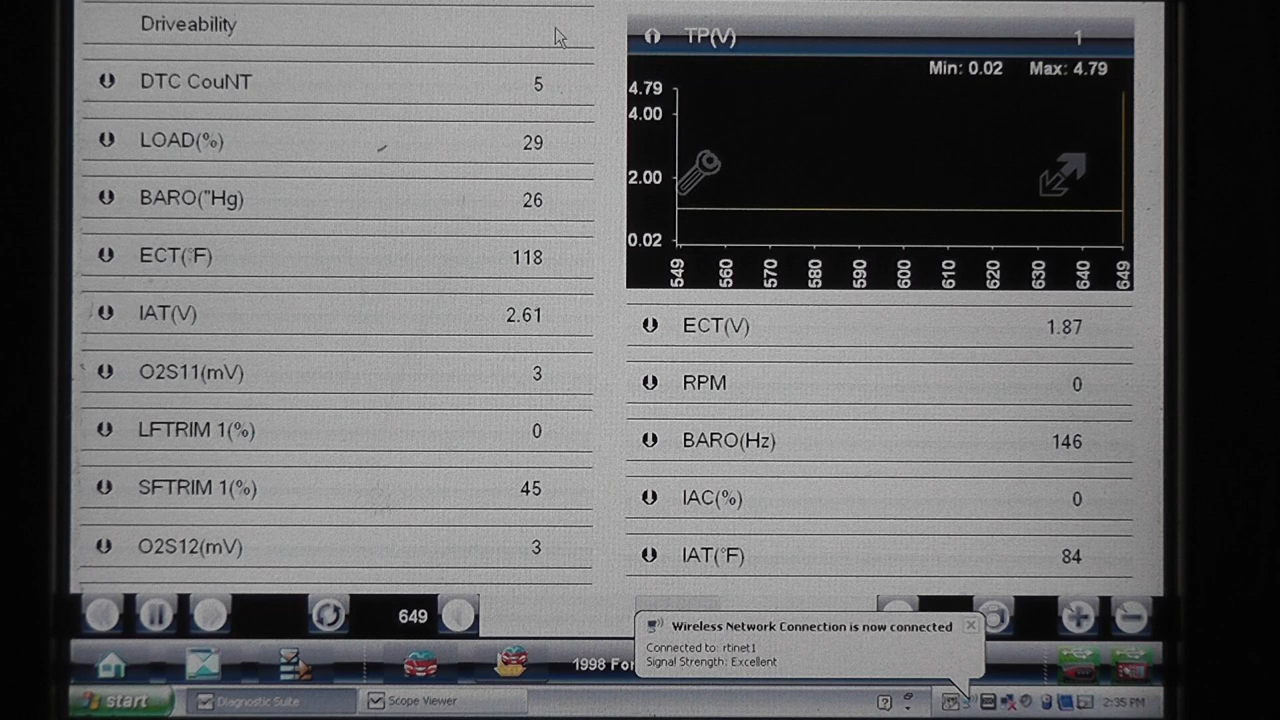 Driveability
DTC CouNT 5
LOAD(%) 29
BARO("Hg) 26
ECT(°F) 118
IAT(V) 2.61
O2S11(mV) 3
LFTRIM 1(%) 0
SFTRIM 1(%) 45
O2S12(mV) 3
TP(V) 1
Min: 0.02 Max: 4.79
4.79
4.00
2.00
0.02
549 560 570 580 590 600 610 620 630 640 649
ECT(V) 1.87
RPM 0
BARO(Hz) 146
IAC(%) 0
IAT(°F) 84
649
Wireless Network Connection is now connected
Connected to: rtinet1
Signal Strength: Excellent
1998 For
start
Diagnostic Suite
Scope Viewer
2:35 PM